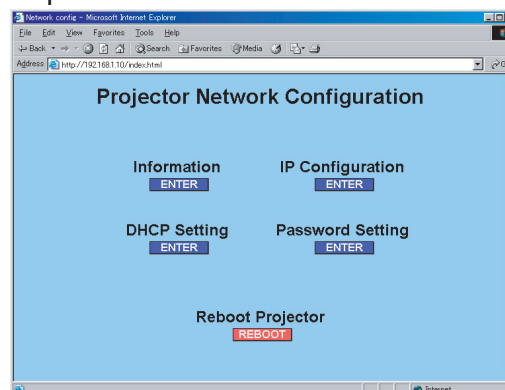 Network config - Microsoft Internet Explorer
File Edit View Favorites Tools Help
Back Search Favorites Media
Address http://192.168.1.10/index.html
Projector Network Configuration
Information IP Configuration
ENTER ENTER
DHCP Setting Password Setting
ENTER ENTER
Reboot Projector
REBOOT
Internet